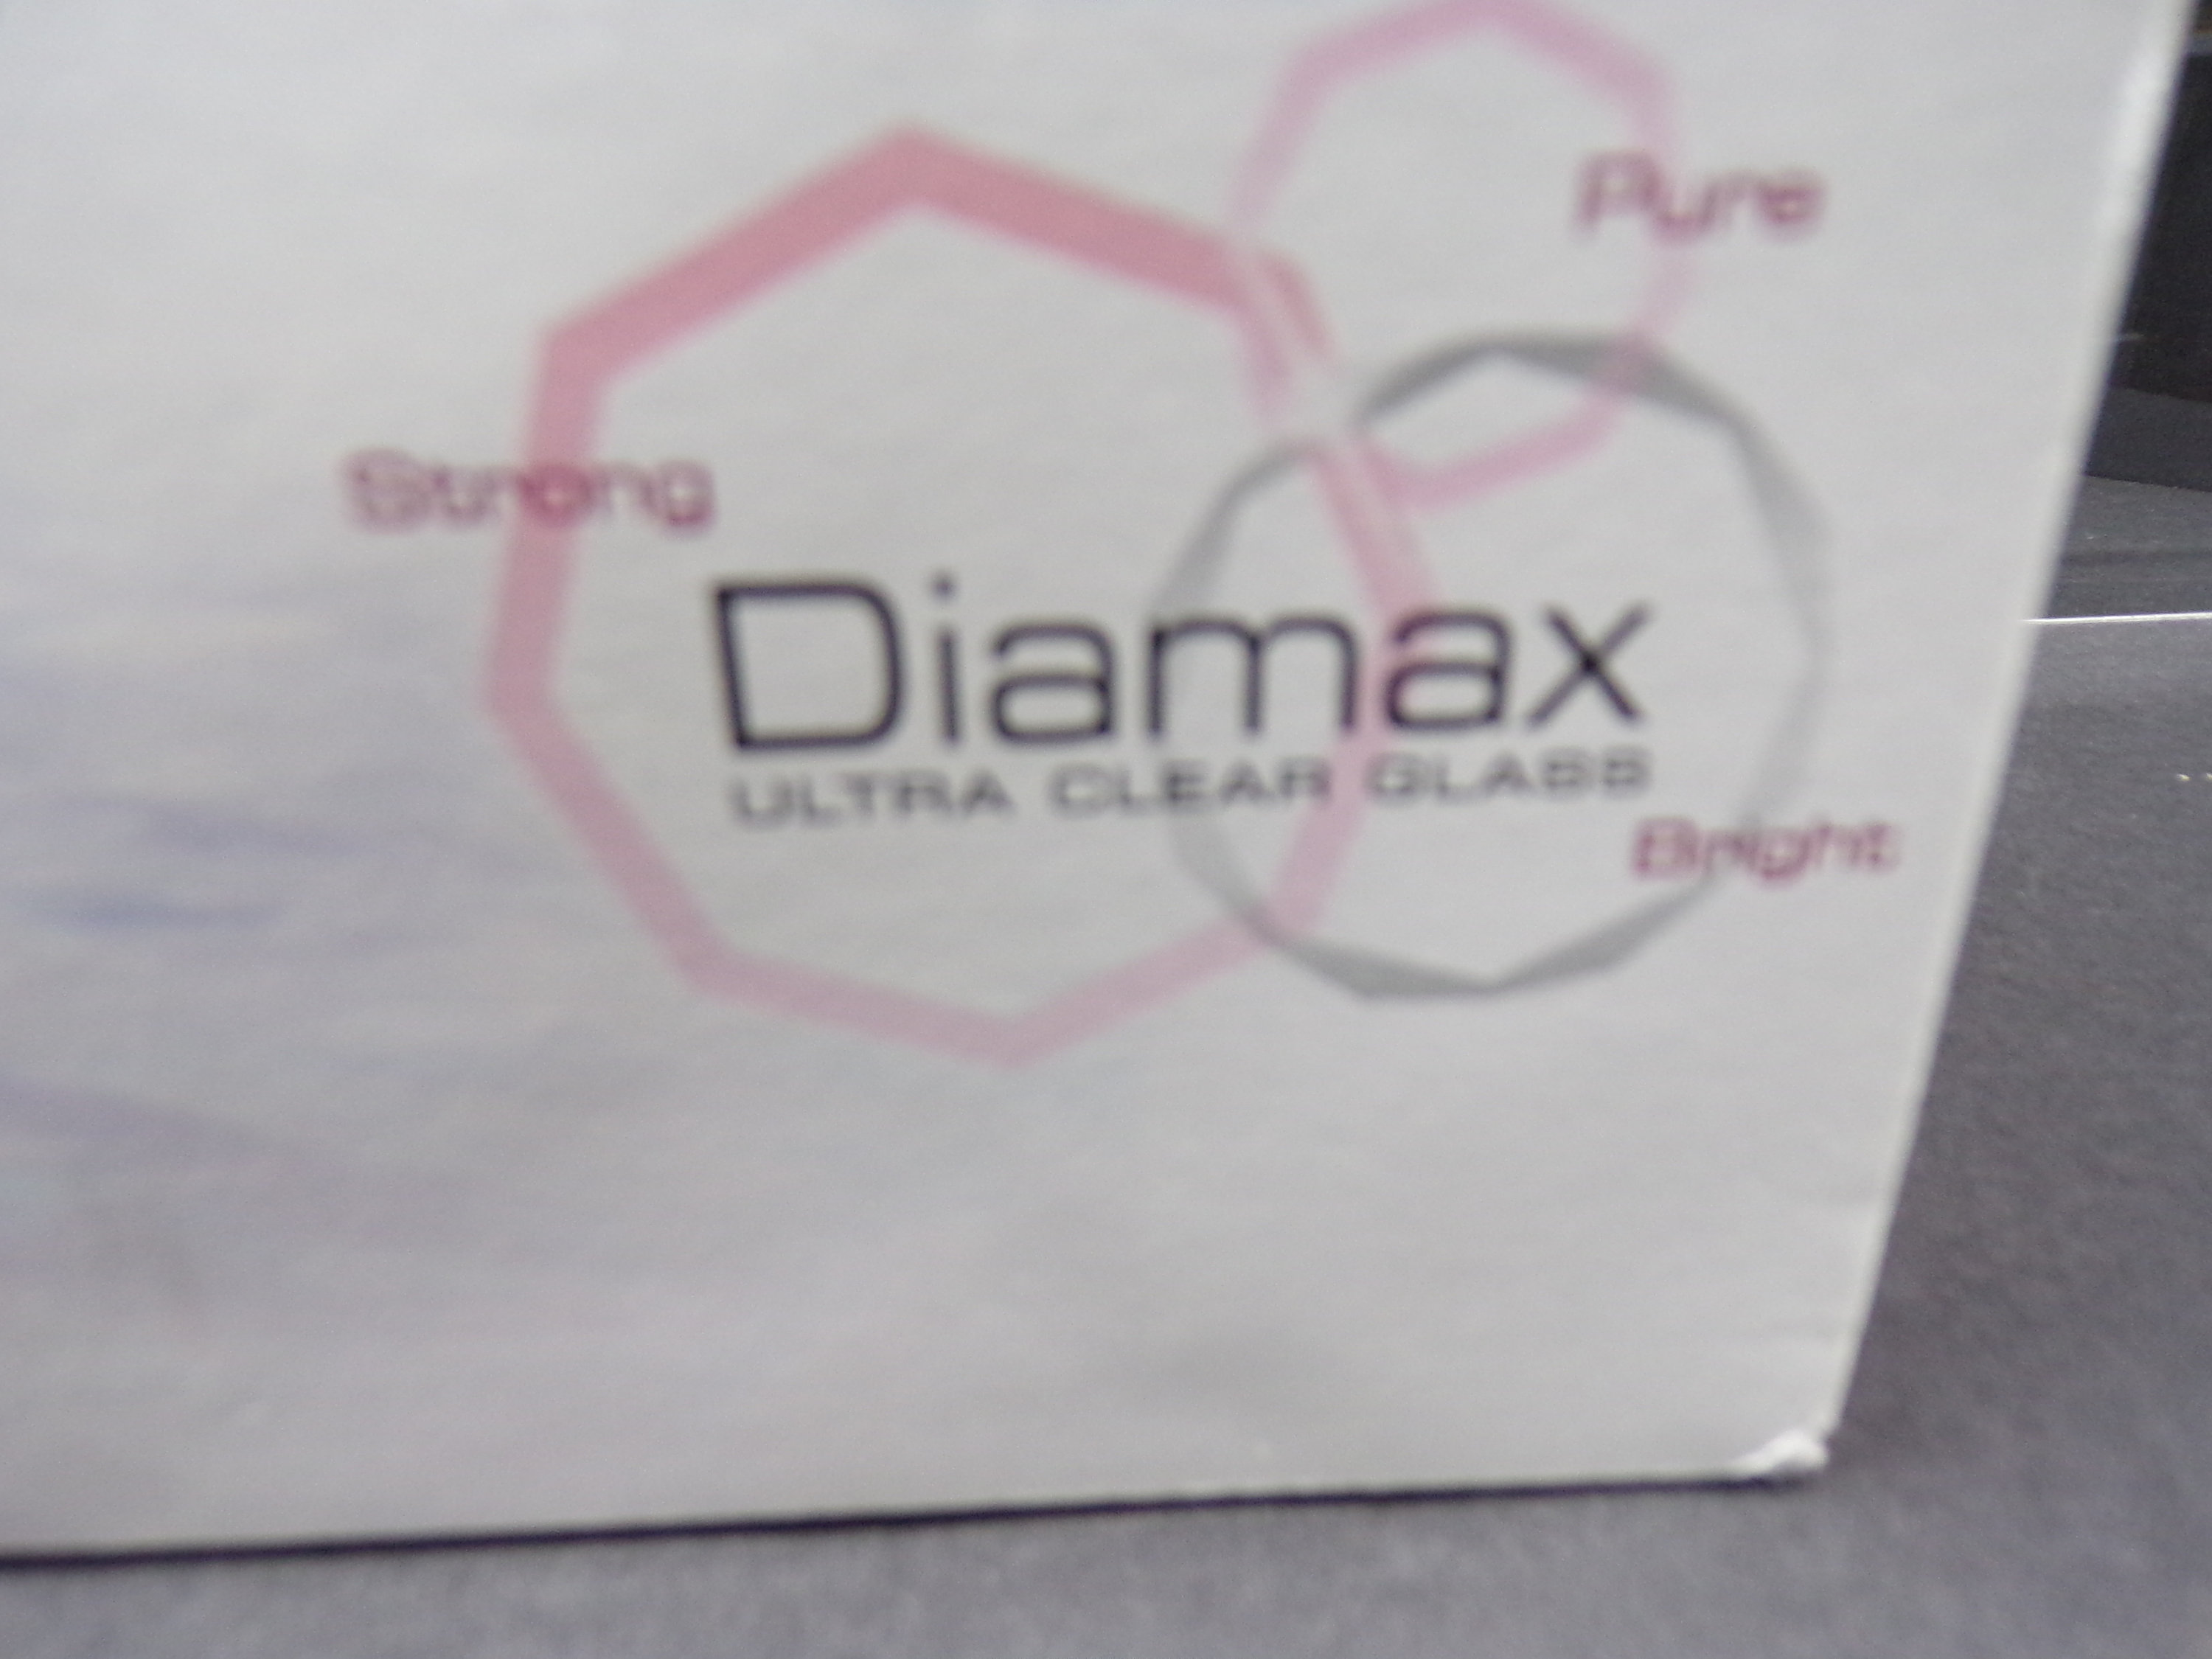 Pure
Strong
Diamax
ULTRA CLEAR GLASS
Bright